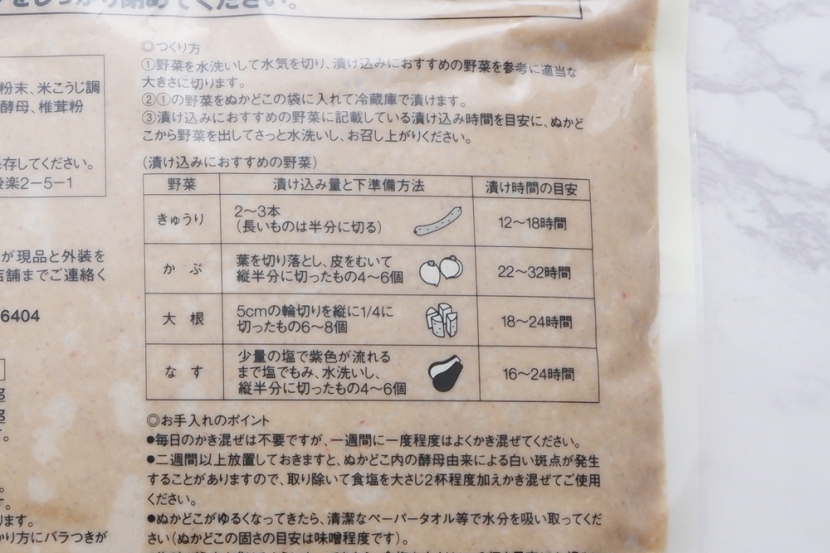 をしっかり閉めてください。
粉末、米こうじ調
酵母、椎茸粉
存してください。
後楽2-5-1
が現品と外装を
店舗までご連絡く
6404
◎つくり方
①野菜を水洗いして水気を切り、漬け込みにおすすめの野菜を参考に適当な
大きさに切ります。
②①の野菜をぬかどこの袋に入れて冷蔵庫で漬けます。
③漬け込みにおすすめの野菜に記載している漬け込み時間を目安に、ぬかど
こから野菜を出してさっと水洗いし、お召し上がりください。
(漬け込みにおすすめの野菜)
野菜 漬け込み量と下準備方法 漬け時間の目安
きゅうり 2〜3本 12〜18時間
(長いものは半分に切る)
かぶ 葉を切り落とし、皮をむいて 22〜32時間
縦半分に切ったもの4〜6個
大根 5cmの輪切りを縦に1/4に 18〜24時間
切ったもの6〜8個
なす 少量の塩で紫色が流れる 16〜24時間
まで塩でもみ、水洗いし、
縦半分に切ったもの4〜6個
◎お手入れのポイント
●毎日のかき混ぜは不要ですが、一週間に一度程度はよくかき混ぜてください。
●二週間以上放置しておきますと、ぬかどこ内の酵母由来による白い斑点が発生
することがありますので、取り除いて食塩を大さじ2杯程度加えかき混ぜてご使用
ください。
●ぬかどこがゆるくなってきたら、清潔なペーパータオル等で水分を吸い取ってくだ
さい(ぬかどこの固さの目安は味噌程度です)。
ります。
かり方にバラつきが